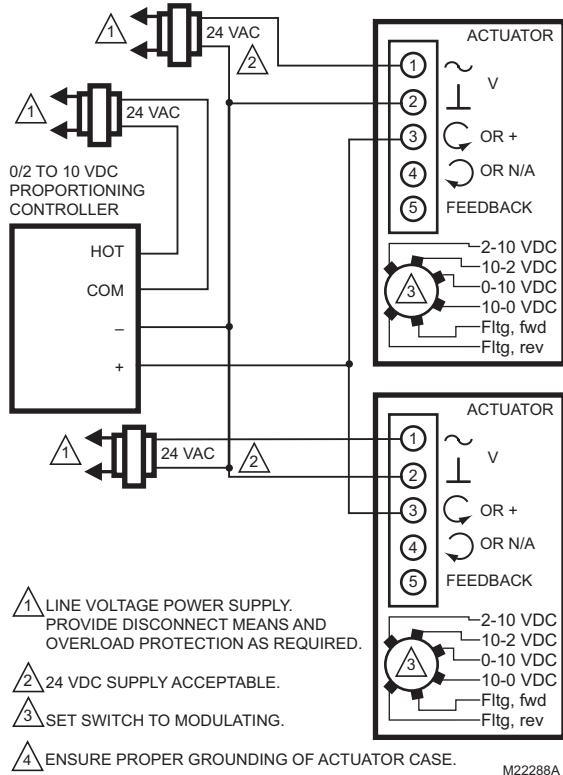 1
24 VAC
2
ACTUATOR
1
V
2
3
OR +
4
OR N/A
5
FEEDBACK
2-10 VDC
10-2 VDC
0-10 VDC
10-0 VDC
Fltg, fwd
Fltg, rev
3
1
24 VAC
0/2 TO 10 VDC
PROPORTIONING
CONTROLLER
HOT
COM
–
+
1
24 VAC
2
ACTUATOR
1
V
2
3
OR +
4
OR N/A
5
FEEDBACK
2-10 VDC
10-2 VDC
0-10 VDC
10-0 VDC
Fltg, fwd
Fltg, rev
3
1 LINE VOLTAGE POWER SUPPLY.
PROVIDE DISCONNECT MEANS AND
OVERLOAD PROTECTION AS REQUIRED.
2 24 VDC SUPPLY ACCEPTABLE.
3 SET SWITCH TO MODULATING.
4 ENSURE PROPER GROUNDING OF ACTUATOR CASE.
M22288A